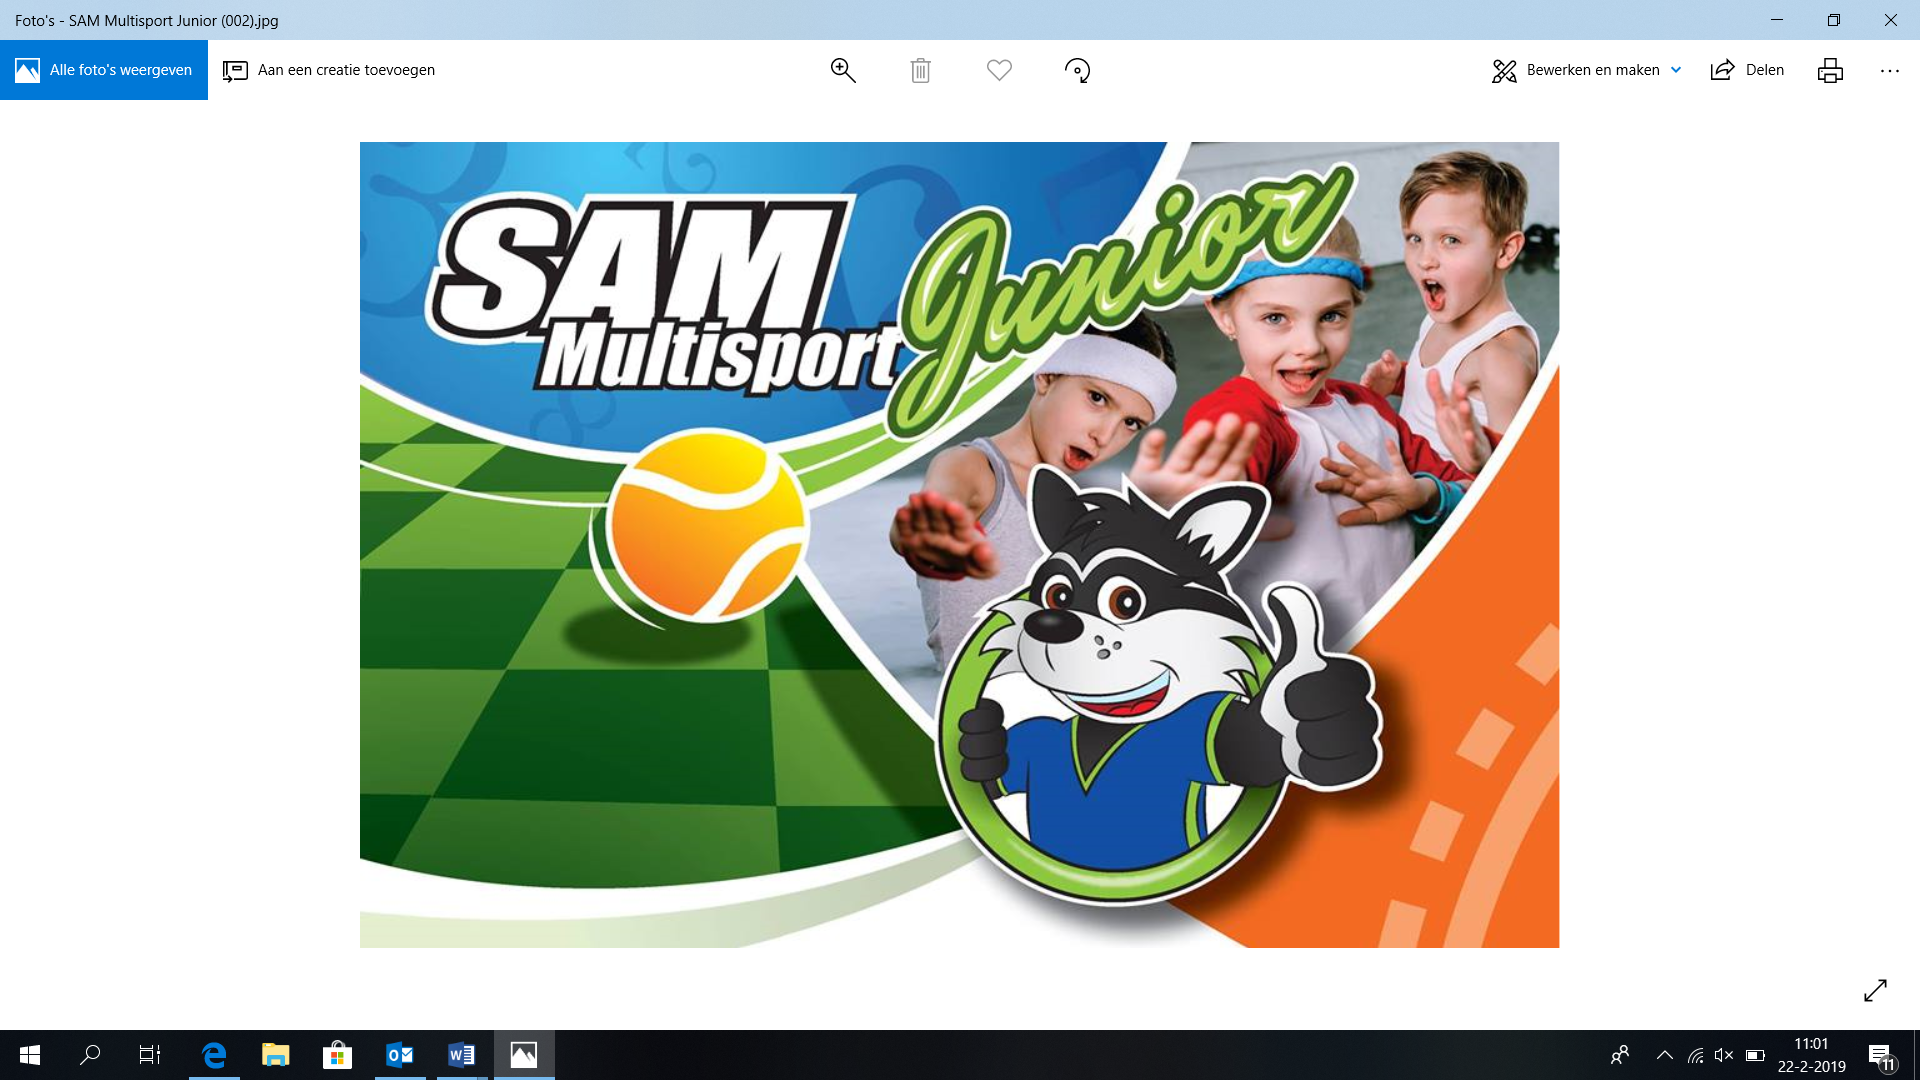 Foto's - SAM Multisport Junior (002).jpg
Alle foto's weergeven
Aan een creatie toevoegen
Bewerken en maken
Delen
SAM
Multisport
Junior
11:01
22-2-2019
11